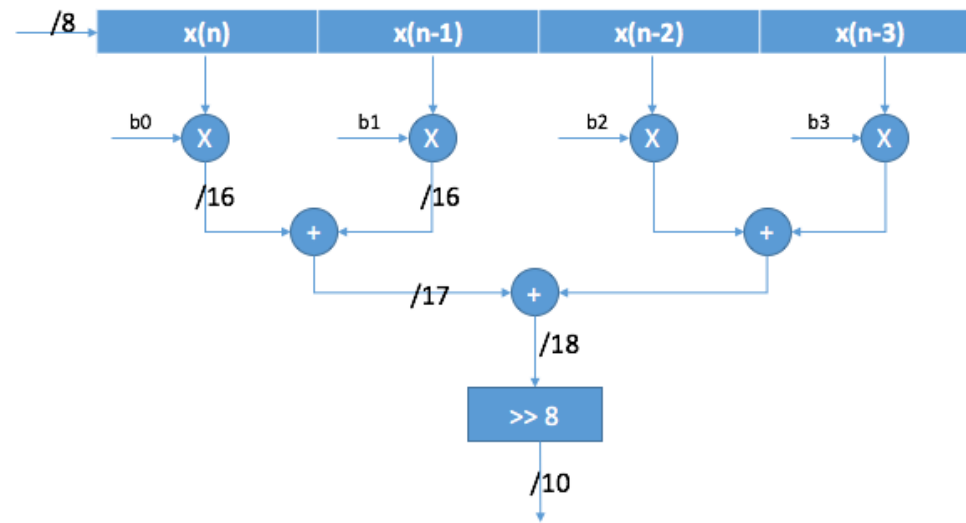 /8 x(n) x(n-1) x(n-2) x(n-3)
b0 b1 b2 b3
X X X X
/16 /16
+ +
/17 +
/18
>> 8
/10